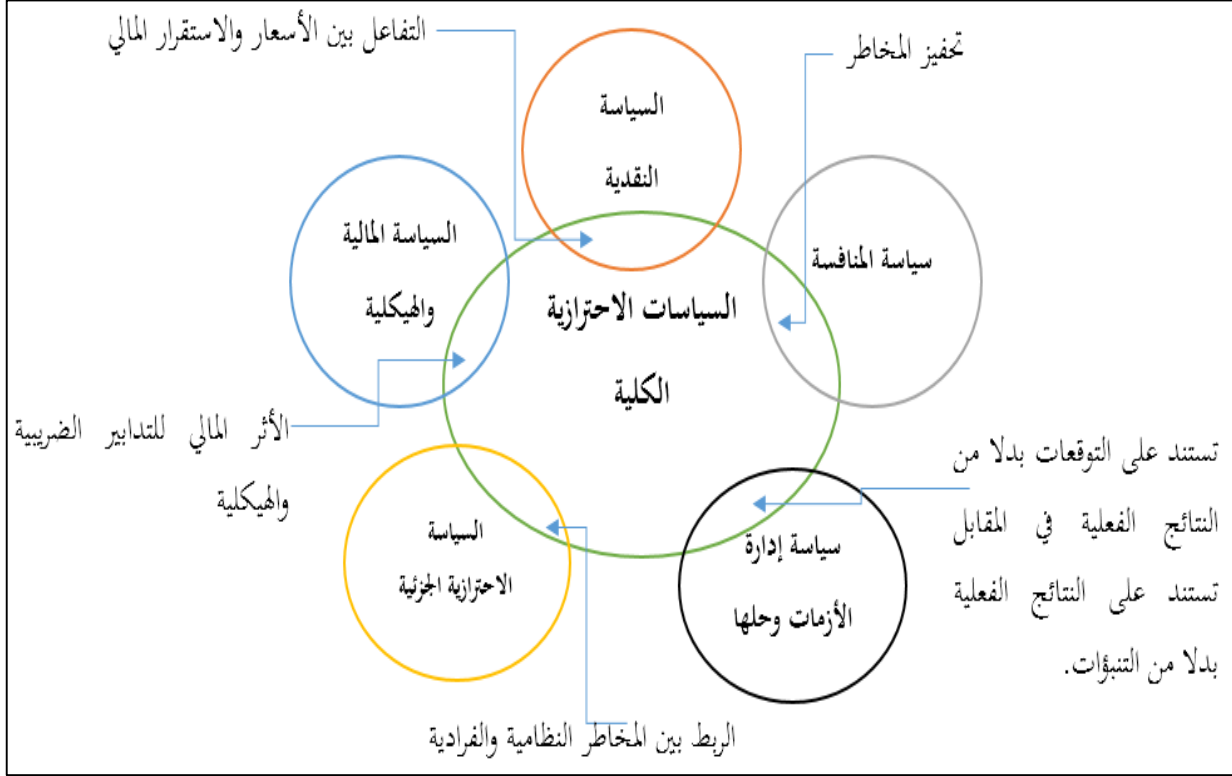 التفاعل بين الأسعار والاستقرار المالي
تحفيز المخاطر
السياسة
النقدية
السياسة المالية
والهيكلية
سياسة المنافسة
السياسات الاحترازية
الكلية
الأثر المالي للتدابير الضريبية
والهيكلية
تستند على التوقعات بدلا من
النتائج الفعلية في المقابل
تستند على النتائج الفعلية
بدلا من التنبؤات.
السياسة
الاحترازية الجزئية
سياسة إدارة
الأزمات وحلها
الربط بين المخاطر النظامية والفرادية